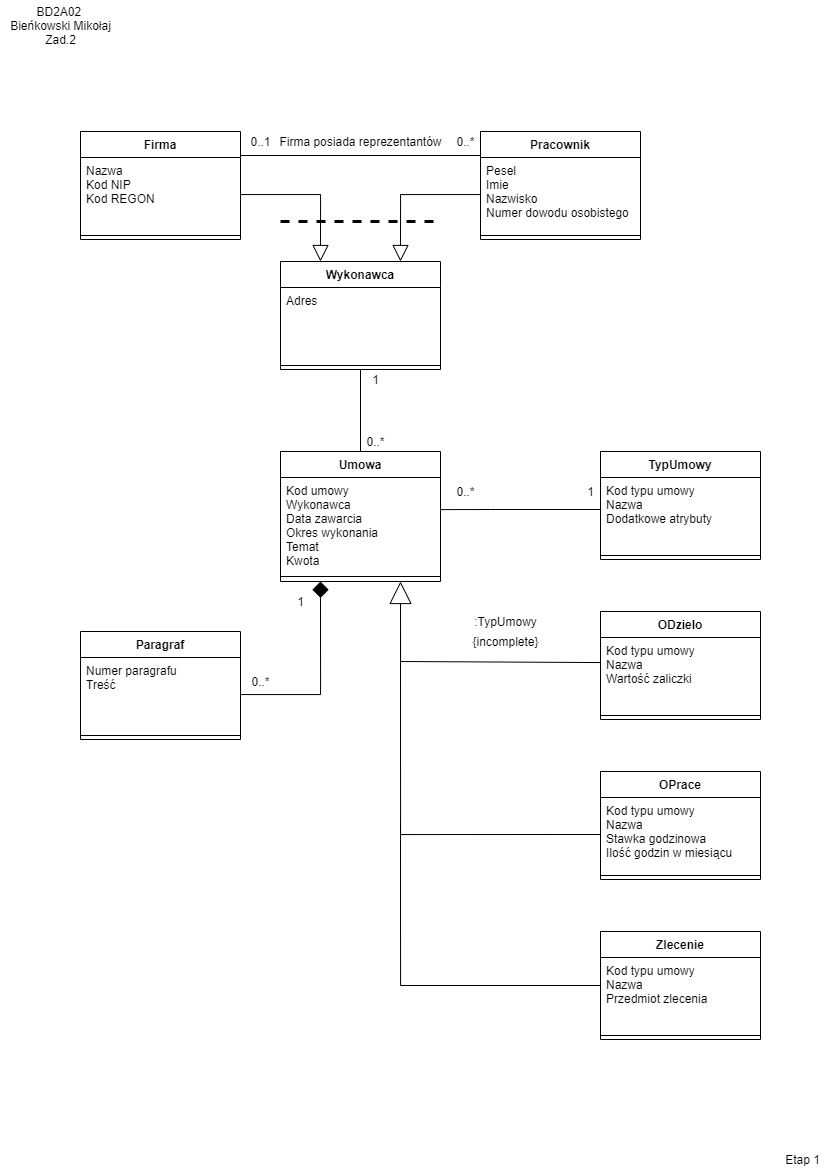 BD2A02
Bieńkowski Mikołaj
Zad.2
Firma
Nazwa
Kod NIP
Kod REGON
0..1
Firma posiada reprezentantów
0..*
Pracownik
Pesel
Imie
Nazwisko
Numer dowodu osobistego
Wykonawca
Adres
1
0..*
Umowa
Kod umowy
Wykonawca
Data zawarcia
Okres wykonania
Temat
Kwota
0..*
1
TypUmowy
Kod typu umowy
Nazwa
Dodatkowe atrybuty
1
Paragraf
Numer paragrafu
Treść
0..*
:TypUmowy
{incomplete}
ODzielo
Kod typu umowy
Nazwa
Wartość zaliczki
OPrace
Kod typu umowy
Nazwa
Stawka godzinowa
Ilość godzin w miesiącu
Zlecenie
Kod typu umowy
Nazwa
Przedmiot zlecenia
Etap 1